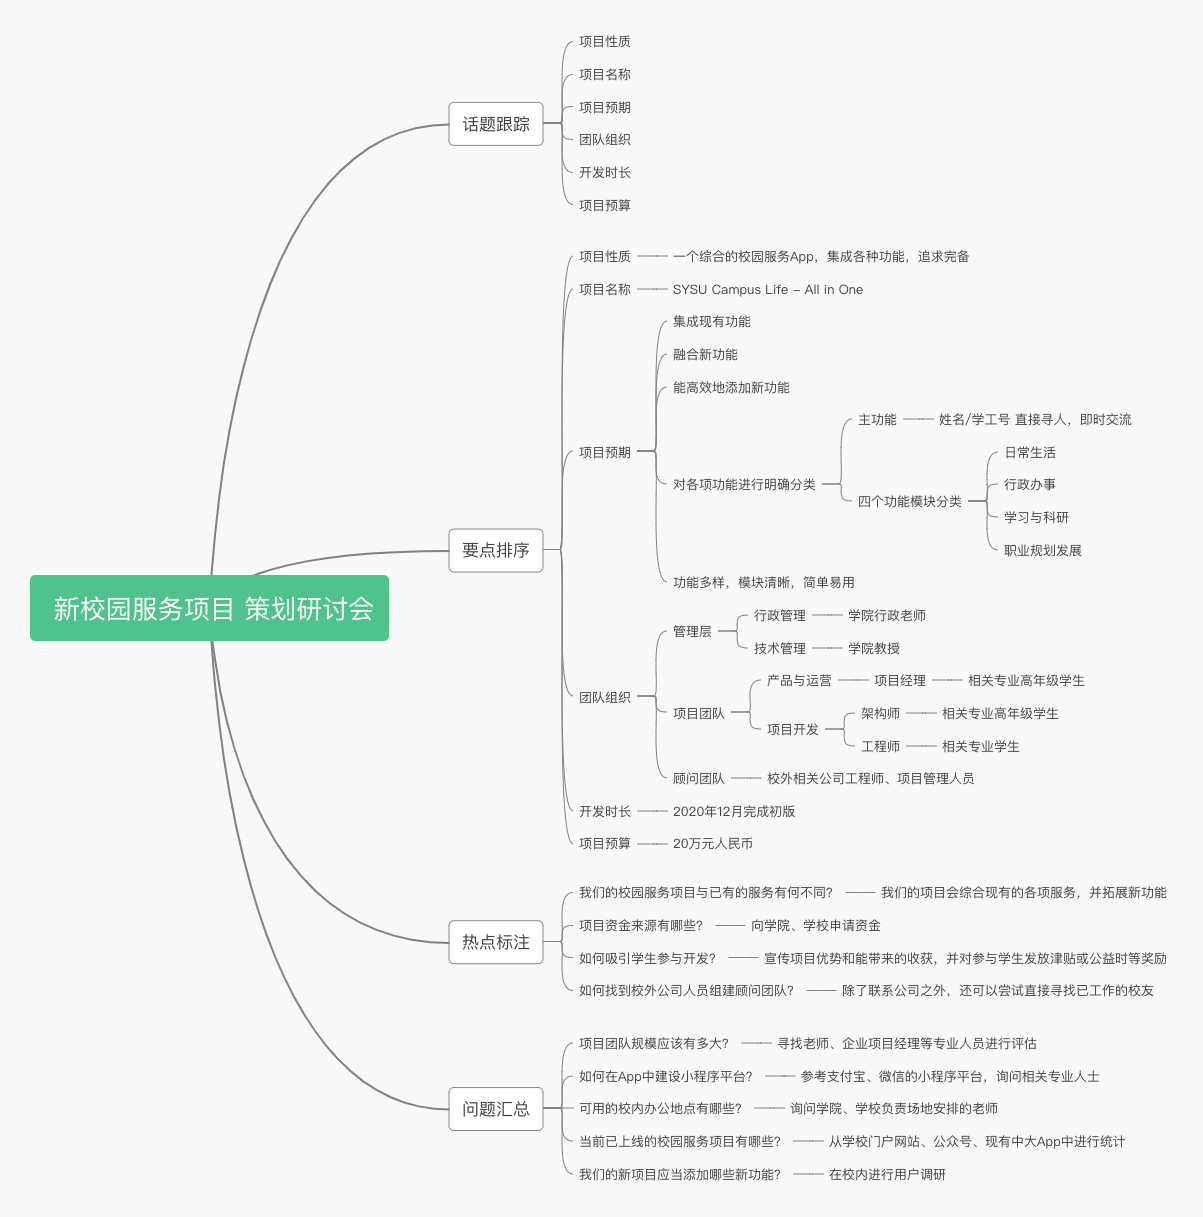 新校园服务项目 策划研讨会
话题跟踪
项目性质
项目名称
项目预期
团队组织
开发时长
项目预算
要点排序
项目性质
一个综合的校园服务App，集成各种功能，追求完备
项目名称
SYSU Campus Life - All in One
项目预期
集成现有功能
融合新功能
能高效地添加新功能
对各项功能进行明确分类
主功能
姓名/学工号 直接寻人，即时交流
四个功能模块分类
日常生活
行政办事
学习与科研
职业规划发展
功能多样，模块清晰，简单易用
团队组织
管理层
行政管理
学院行政老师
技术管理
学院教授
项目团队
产品与运营
项目经理
相关专业高年级学生
项目开发
架构师
相关专业高年级学生
工程师
相关专业学生
顾问团队
校外相关公司工程师、项目管理人员
开发时长
2020年12月完成初版
项目预算
20万元人民币
热点标注
我们的校园服务项目与已有的服务有何不同？
我们的项目会综合现有的各项服务，并拓展新功能
项目资金来源有哪些？
向学院、学校申请资金
如何吸引学生参与开发？
宣传项目优势和能带来的收获，并对参与学生发放津贴或公益时等奖励
如何找到校外公司人员组建顾问团队？
除了联系公司之外，还可以尝试直接寻找已工作的校友
问题汇总
项目团队规模应该有多大？
寻找老师、企业项目经理等专业人员进行评估
如何在App中建设小程序平台？
参考支付宝、微信的小程序平台，询问相关专业人士
可用的校内办公地点有哪些？
询问学院、学校负责场地安排的老师
当前已上线的校园服务项目有哪些？
从学校门户网站、公众号、现有中大App中进行统计
我们的新项目应当添加哪些新功能？
在校内进行用户调研